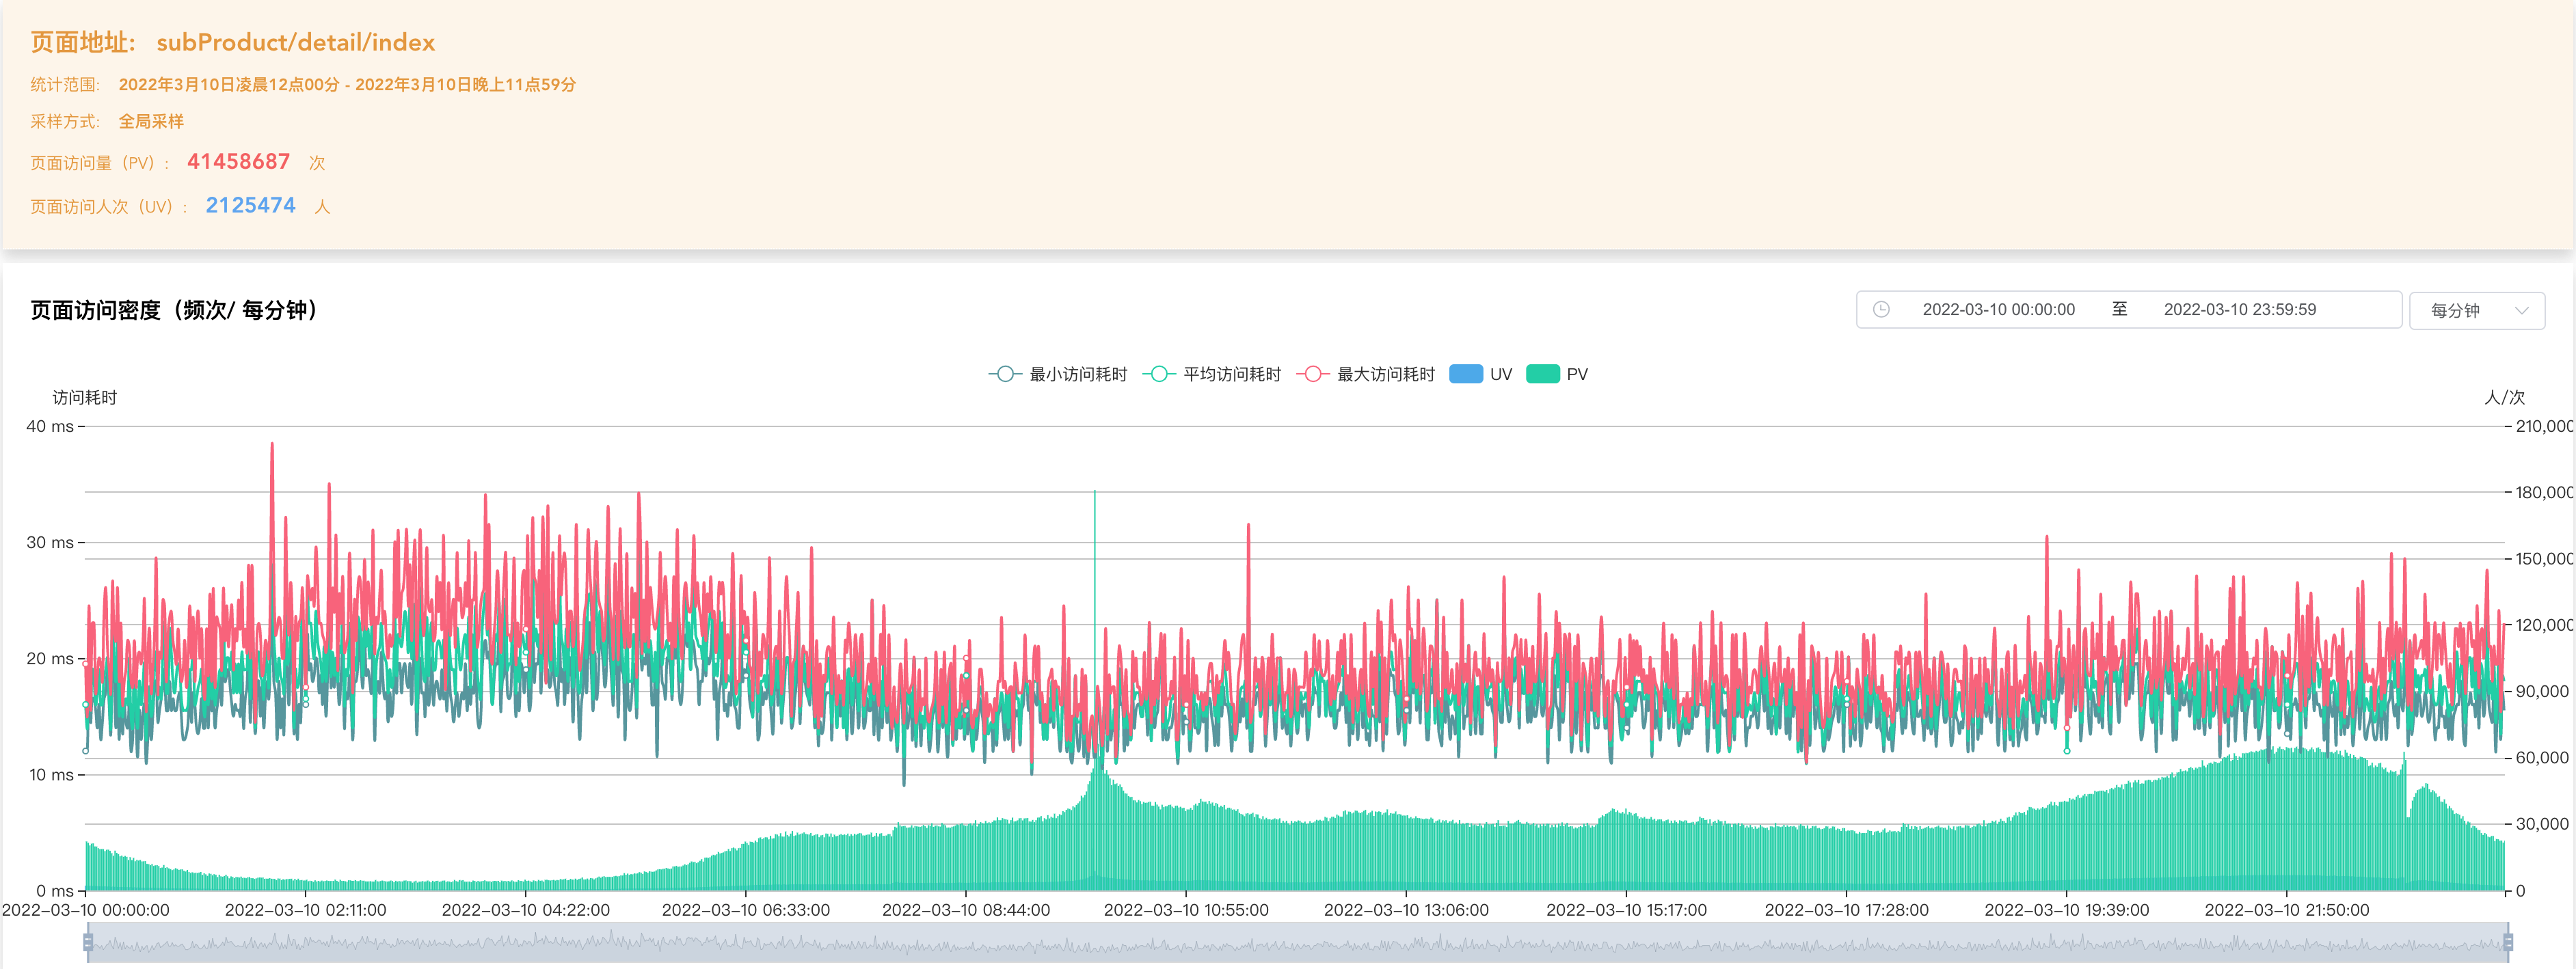 页面地址: subProduct/detail/index
统计范围: 2022年3月10日凌晨12点00分 - 2022年3月10日晚上11点59分
采样方式: 全局采样
页面访问量（PV）: 41458687 次
页面访问人次（UV）: 2125474 人
页面访问密度（频次/ 每分钟）
2022-03-10 00:00:00 至 2022-03-10 23:59:59
每分钟
最小访问耗时 平均访问耗时 最大访问耗时 UV PV
访问耗时
人/次
40 ms
30 ms
20 ms
10 ms
0 ms
210,000
180,000
150,000
120,000
90,000
60,000
30,000
0
2022-03-10 00:00:00 2022-03-10 02:11:00 2022-03-10 04:22:00 2022-03-10 06:33:00 2022-03-10 08:44:00 2022-03-10 10:55:00 2022-03-10 13:06:00 2022-03-10 15:17:00 2022-03-10 17:28:00 2022-03-10 19:39:00 2022-03-10 21:50:00